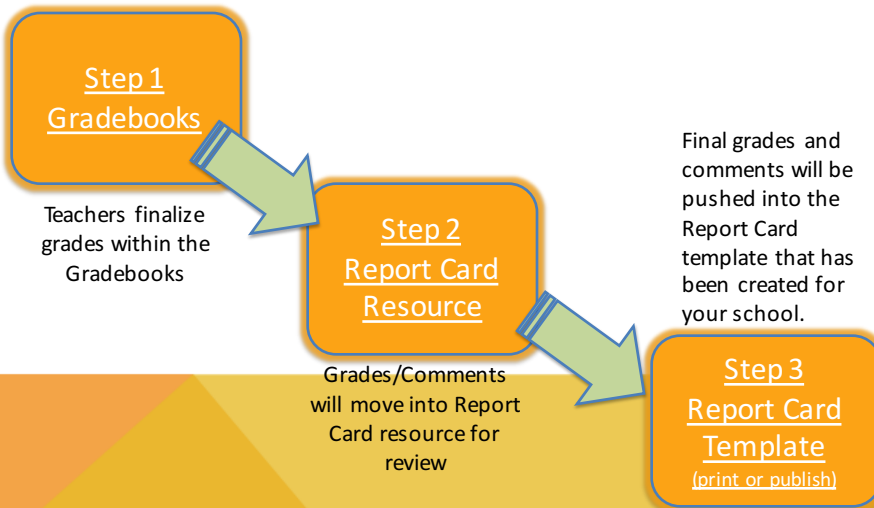 Step 1
Gradebooks
Teachers finalize
grades within the
Gradebooks
Step 2
Report Card
Resource
Grades/Comments
will move into Report
Card resource for
review
Final grades and
comments will be
pushed into the
Report Card
template that has
been created for
your school.
Step 3
Report Card
Template
(print or publish)